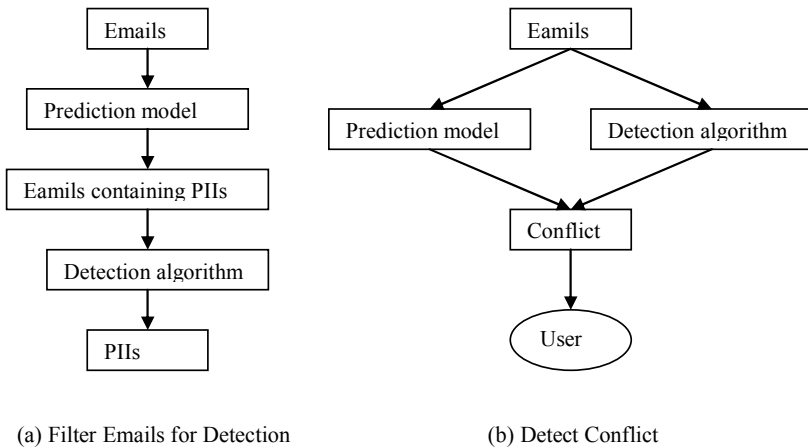 Emails
Prediction model
Eamils containing PIIs
Detection algorithm
PIIs
(a) Filter Emails for Detection
Eamils
Prediction model
Detection algorithm
Conflict
User
(b) Detect Conflict